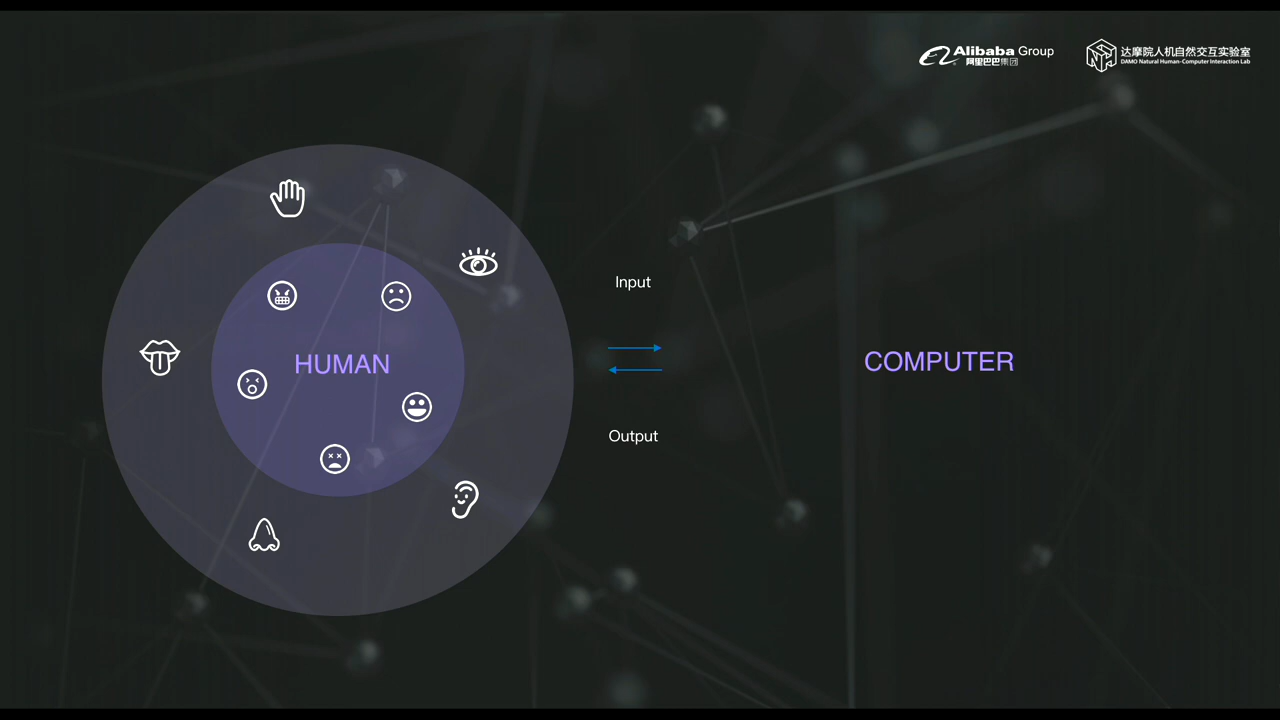 Alibaba Group
阿里巴巴集团
达摩院人机自然交互实验室
DAMO Natural Human-Computer Interaction Lab
Input
HUMAN
COMPUTER
Output